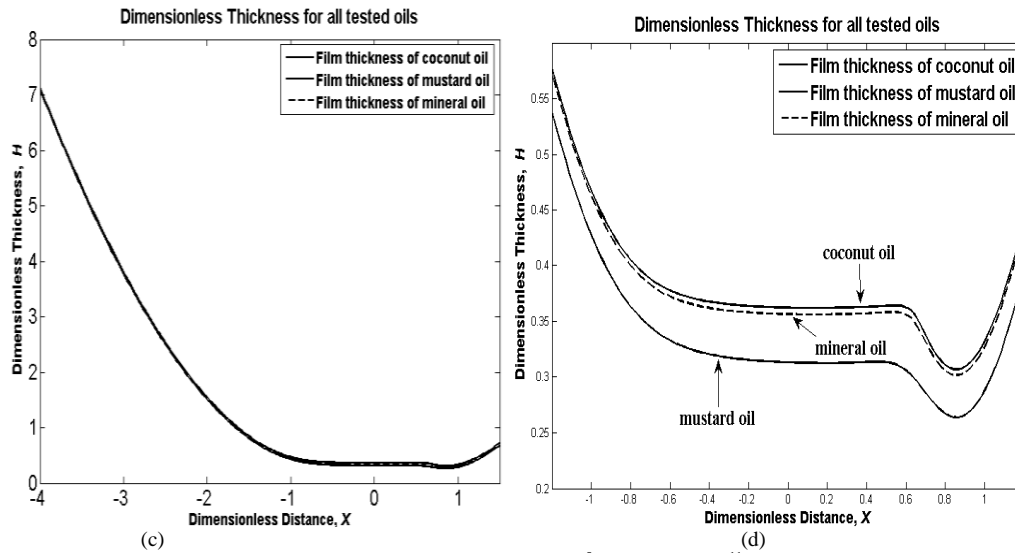 Dimensionless Thickness for all tested oils
Film thickness of coconut oil
Film thickness of mustard oil
Film thickness of mineral oil
Dimensionless Thickness, H
8
7
6
5
4
3
2
1
0
-4
-3
-2
-1
0
1
Dimensionless Distance, X
(c)
Dimensionless Thickness for all tested oils
Film thickness of coconut oil
Film thickness of mustard oil
Film thickness of mineral oil
Dimensionless Thickness, H
0.55
0.5
0.45
0.4
0.35
0.3
0.25
0.2
coconut oil
mineral oil
mustard oil
-1
-0.8
-0.6
-0.4
-0.2
0
0.2
0.4
0.6
0.8
1
Dimensionless Distance, X
(d)